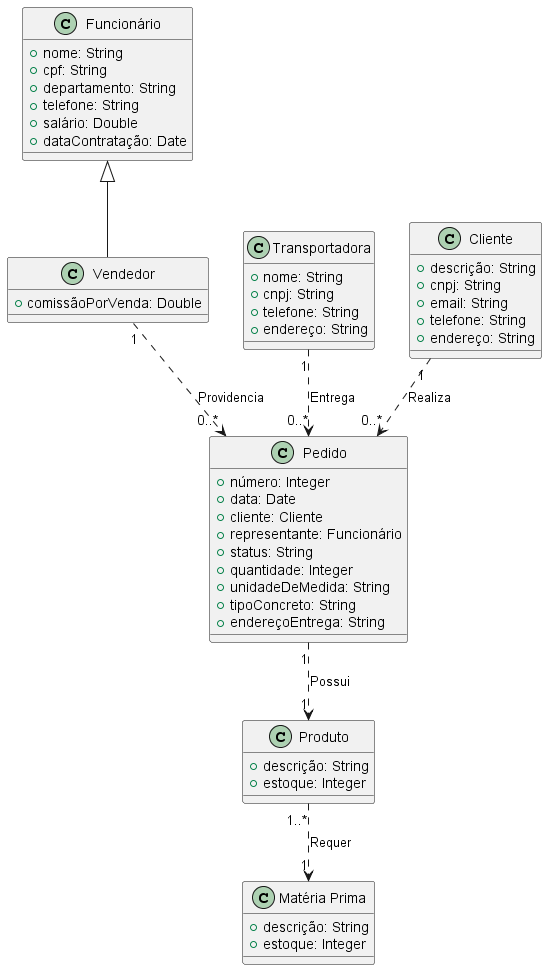 C Funcionário
nome: String
cpf: String
departamento: String
telefone: String
salário: Double
dataContratação: Date
C Vendedor
comissãoPorVenda: Double
C Transportadora
nome: String
cnpj: String
telefone: String
endereço: String
C Cliente
descrição: String
cnpj: String
email: String
telefone: String
endereço: String
1
Providencia
0..*
1
Entrega
0..*
1
Realiza
0..*
C Pedido
número: Integer
data: Date
cliente: Cliente
representante: Funcionário
status: String
quantidade: Integer
unidadeDeMedida: String
tipoConcreto: String
endereçoEntrega: String
1
Possui
1
C Produto
descrição: String
estoque: Integer
1..*
Requer
1
C Matéria Prima
descrição: String
estoque: Integer